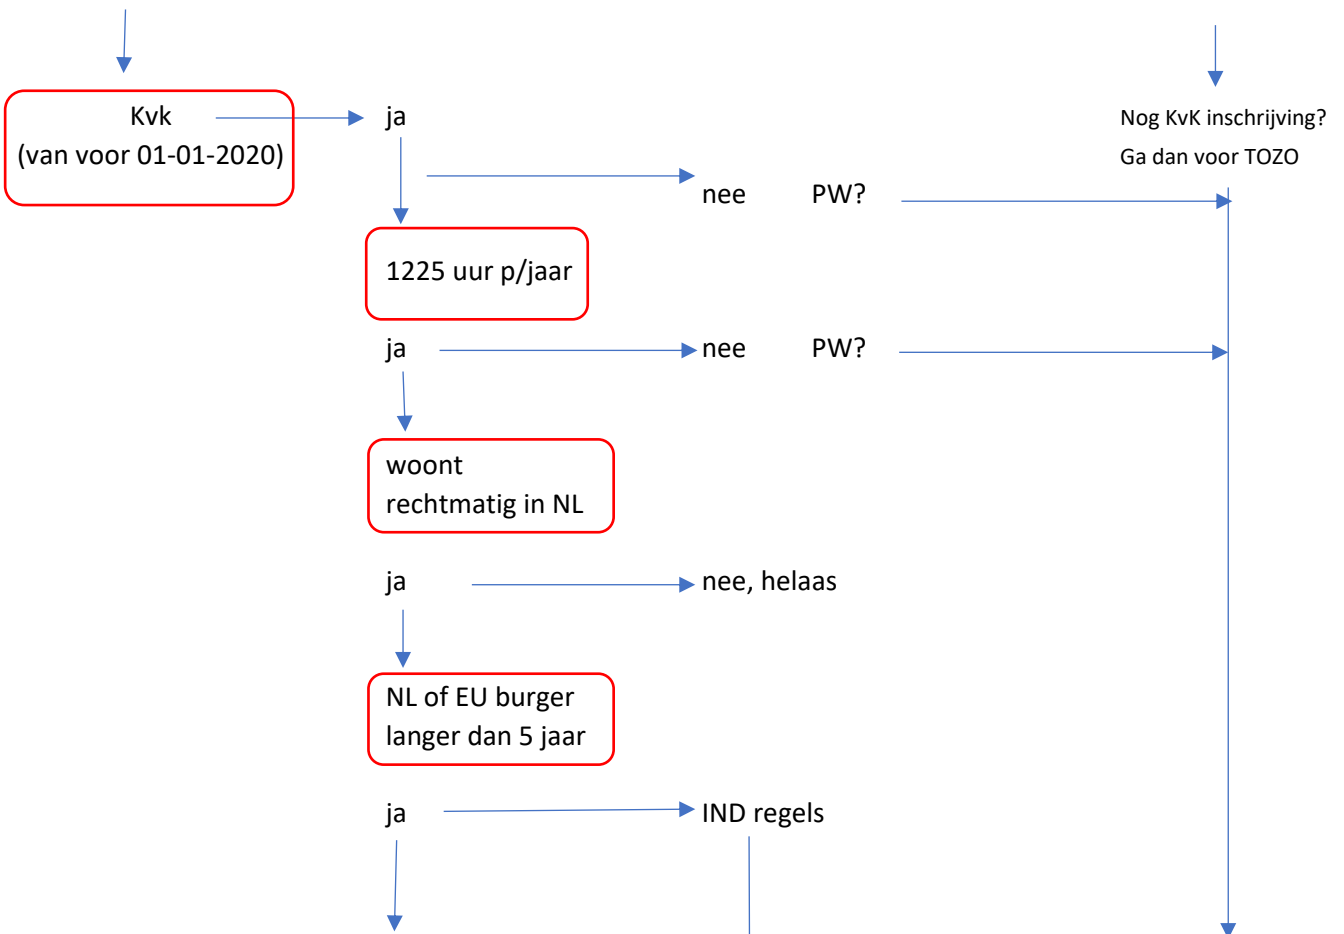 Kvk
(van voor 01-01-2020)
ja
Nog KvK inschrijving?
Ga dan voor TOZO
nee
PW?
1225 uur p/jaar
ja
nee
PW?
woont
rechtmatig in NL
ja
nee, helaas
NL of EU burger
langer dan 5 jaar
ja
IND regels